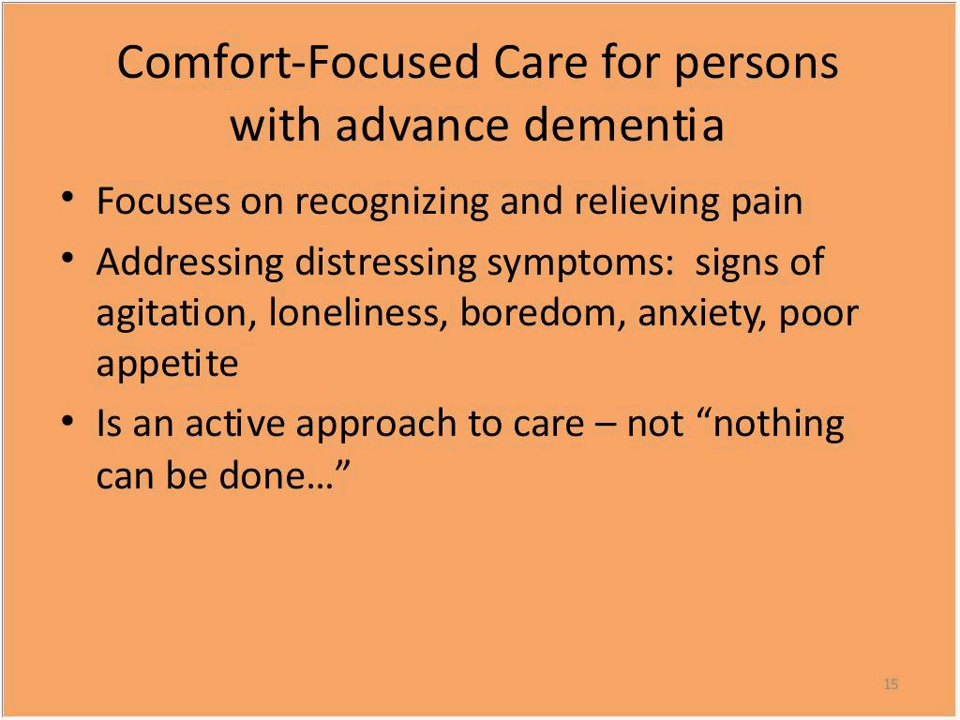 Comfort-Focused Care for persons
with advance dementia
• Focuses on recognizing and relieving pain
• Addressing distressing symptoms:  signs of
agitation, loneliness, boredom, anxiety, poor
appetite
• Is an active approach to care – not “nothing
can be done…”
15